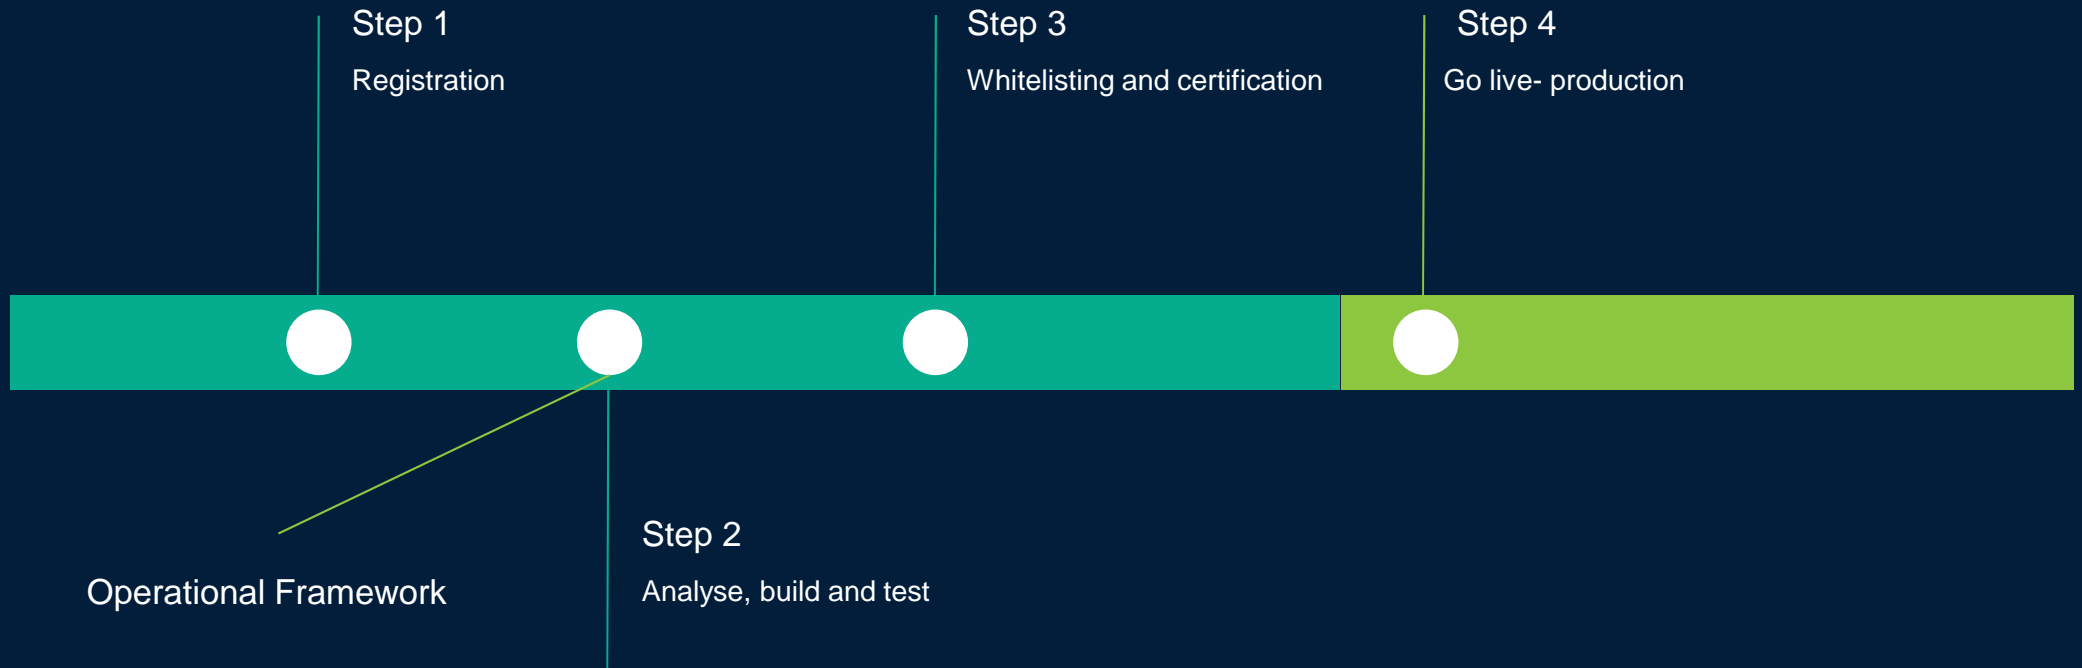 Step 1
Registration
Step 3
Whitelisting and certification
Step 4
Go live- production
Step 2
Analyse, build and test
Operational Framework